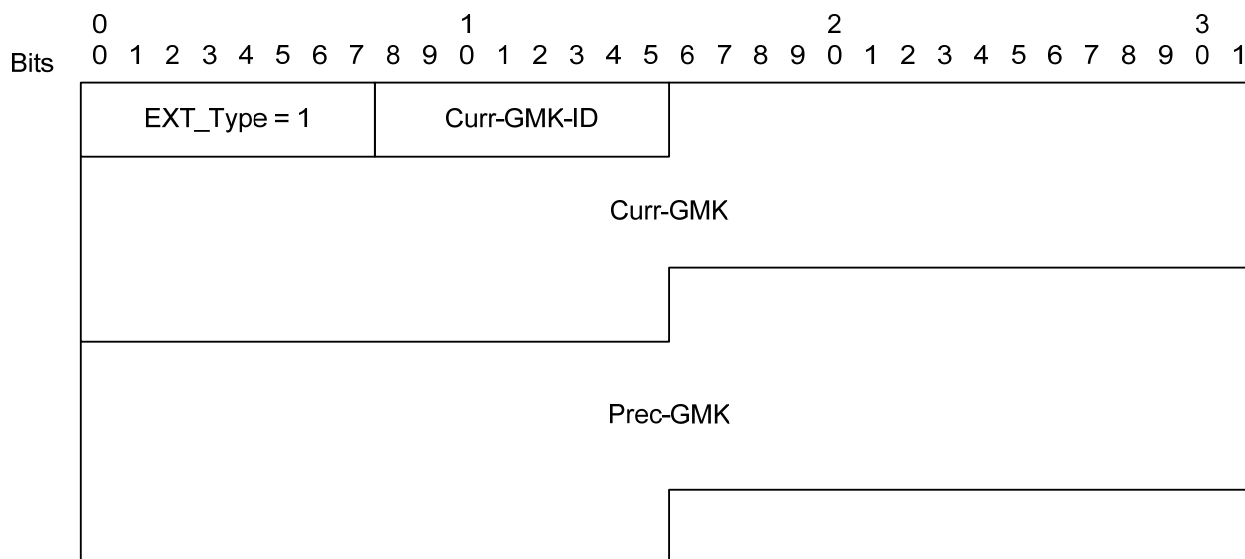 0 1 2 3
Bits 0 1 2 3 4 5 6 7 8 9 0 1 2 3 4 5 6 7 8 9 0 1 2 3 4 5 6 7 8 9 0 1
EXT_Type = 1 Curr-GMK-ID
Curr-GMK
Prec-GMK